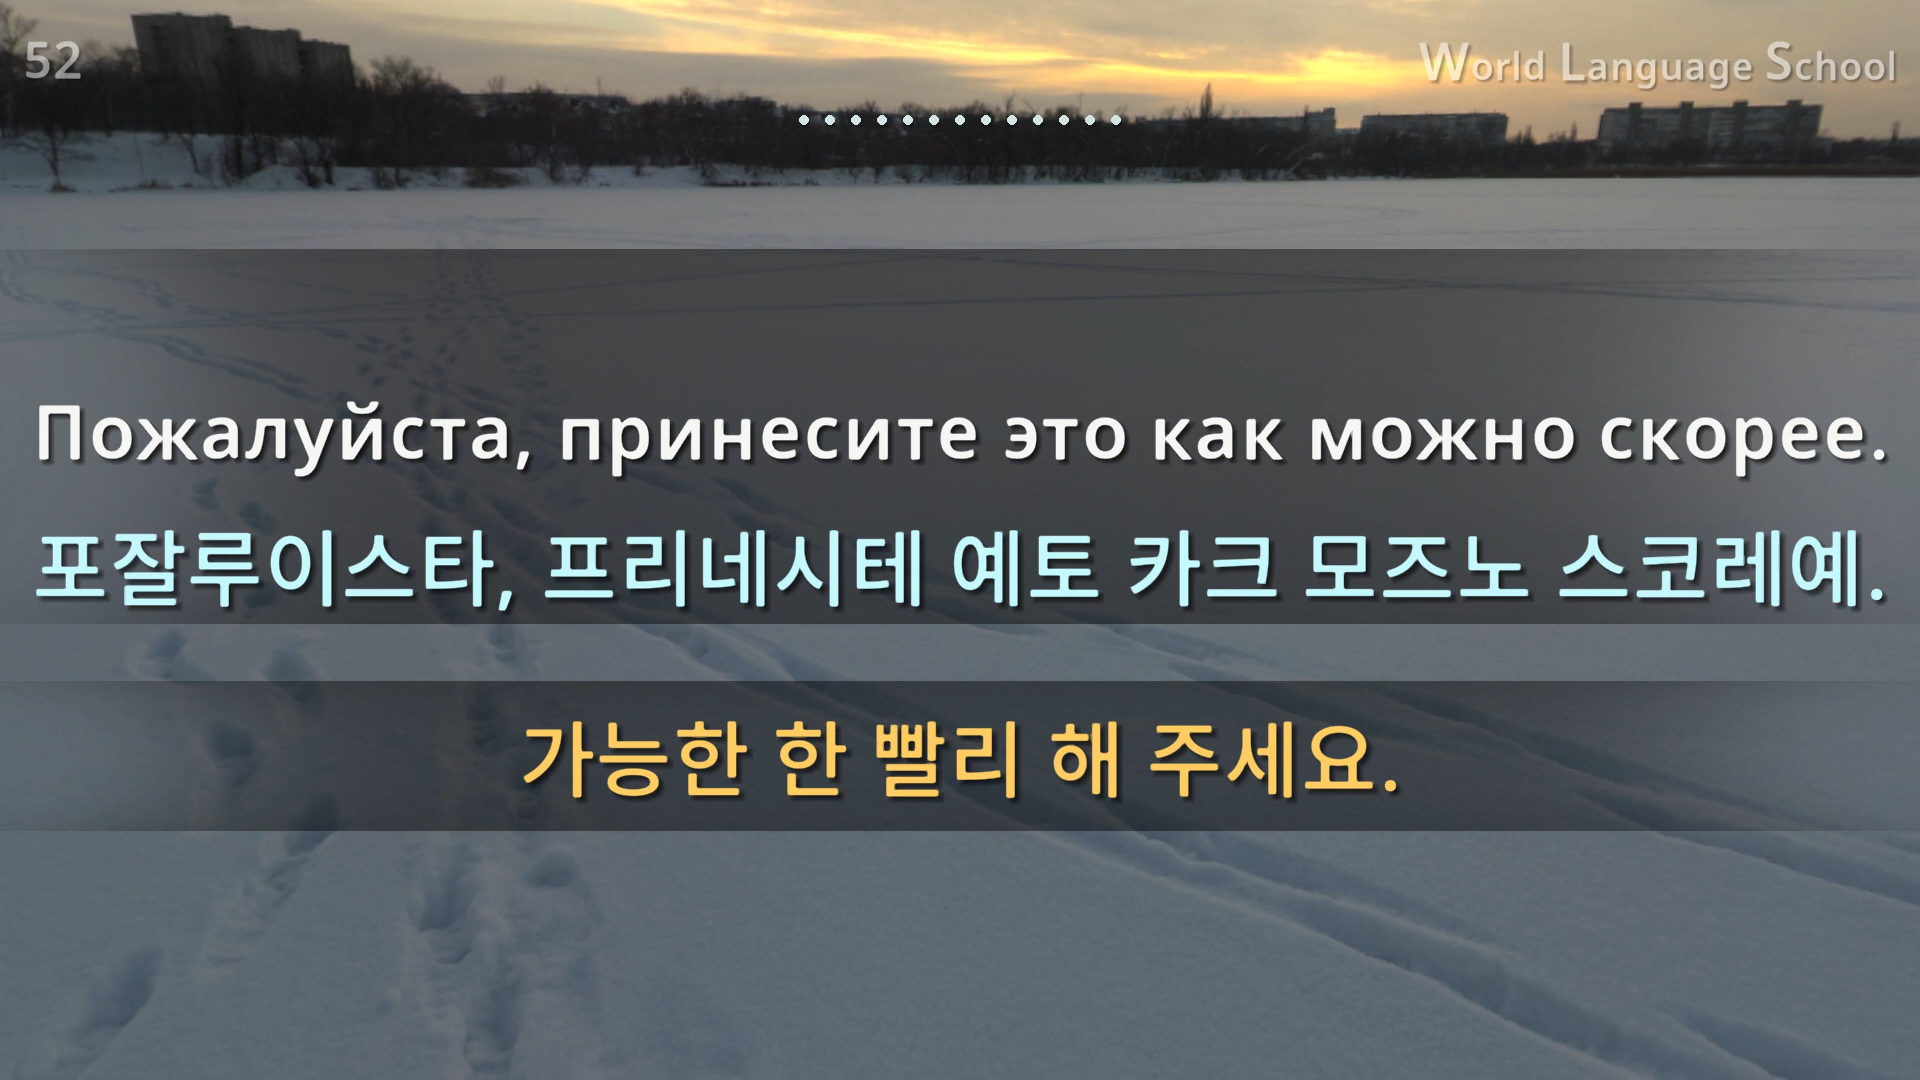 52
World Language School
Пожалуйста, принесите это как можно скорее.
포잘루이스타, 프리네시테 예토 카크 모즈노 스코레예.
가능한 한 빨리 해 주세요.